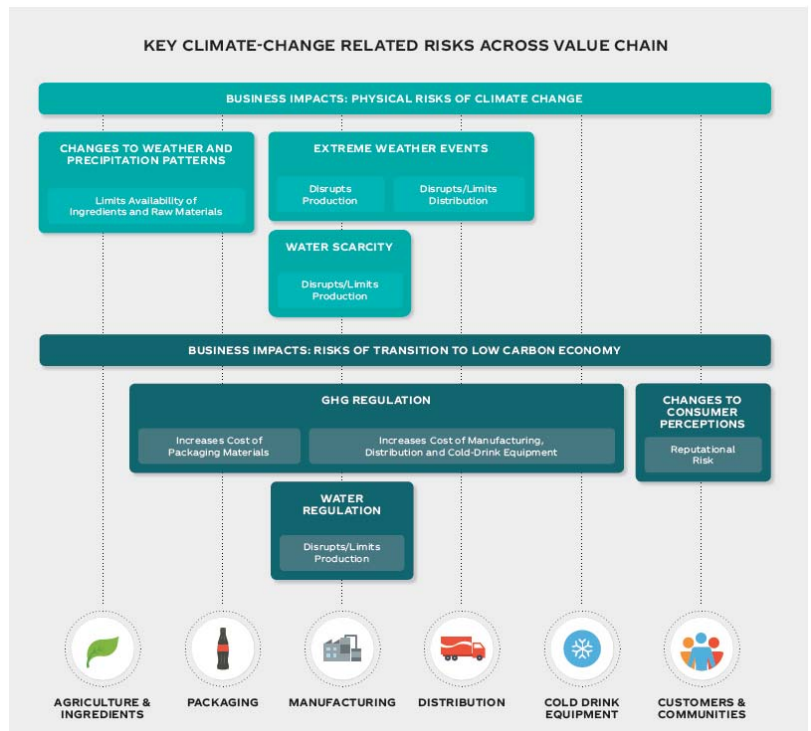 KEY CLIMATE-CHANGE RELATED RISKS ACROSS VALUE CHAIN
BUSINESS IMPACTS: PHYSICAL RISKS OF CLIMATE CHANGE
CHANGES TO WEATHER AND
PRECIPITATION PATTERNS
Limits Availability of
Ingredients and Raw Materials
EXTREME WEATHER EVENTS
Disrupts
Production
Disrupts/Limits
Distribution
WATER SCARCITY
Disrupts/Limits
Production
BUSINESS IMPACTS: RISKS OF TRANSITION TO LOW CARBON ECONOMY
GHG REGULATION
Increases Cost of
Packaging Materials
Increases Cost of Manufacturing,
Distribution and Cold-Drink Equipment
CHANGES TO
CONSUMER
PERCEPTIONS
Reputational
Risk
WATER
REGULATION
Disrupts/Limits
Production
AGRICULTURE &
INGREDIENTS
PACKAGING
MANUFACTURING
DISTRIBUTION
COLD DRINK
EQUIPMENT
CUSTOMERS &
COMMUNITIES